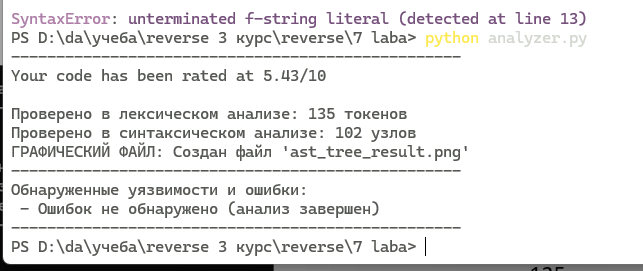 SyntaxError: unterminated f-string literal (detected at line 13)
PS D:\da\учеба\reverse 3 курс\reverse\7 laba> python analyzer.py
--------------------------------------------------
Your code has been rated at 5.43/10
Проверено в лексическом анализе: 135 токенов
Проверено в синтаксическом анализе: 102 узлов
ГРАФИЧЕСКИЙ ФАЙЛ: Создан файл 'ast_tree_result.png'
--------------------------------------------------
Обнаруженные уязвимости и ошибки:
- Ошибок не обнаружено (анализ завершен)
--------------------------------------------------
PS D:\da\учеба\reverse 3 курс\reverse\7 laba>